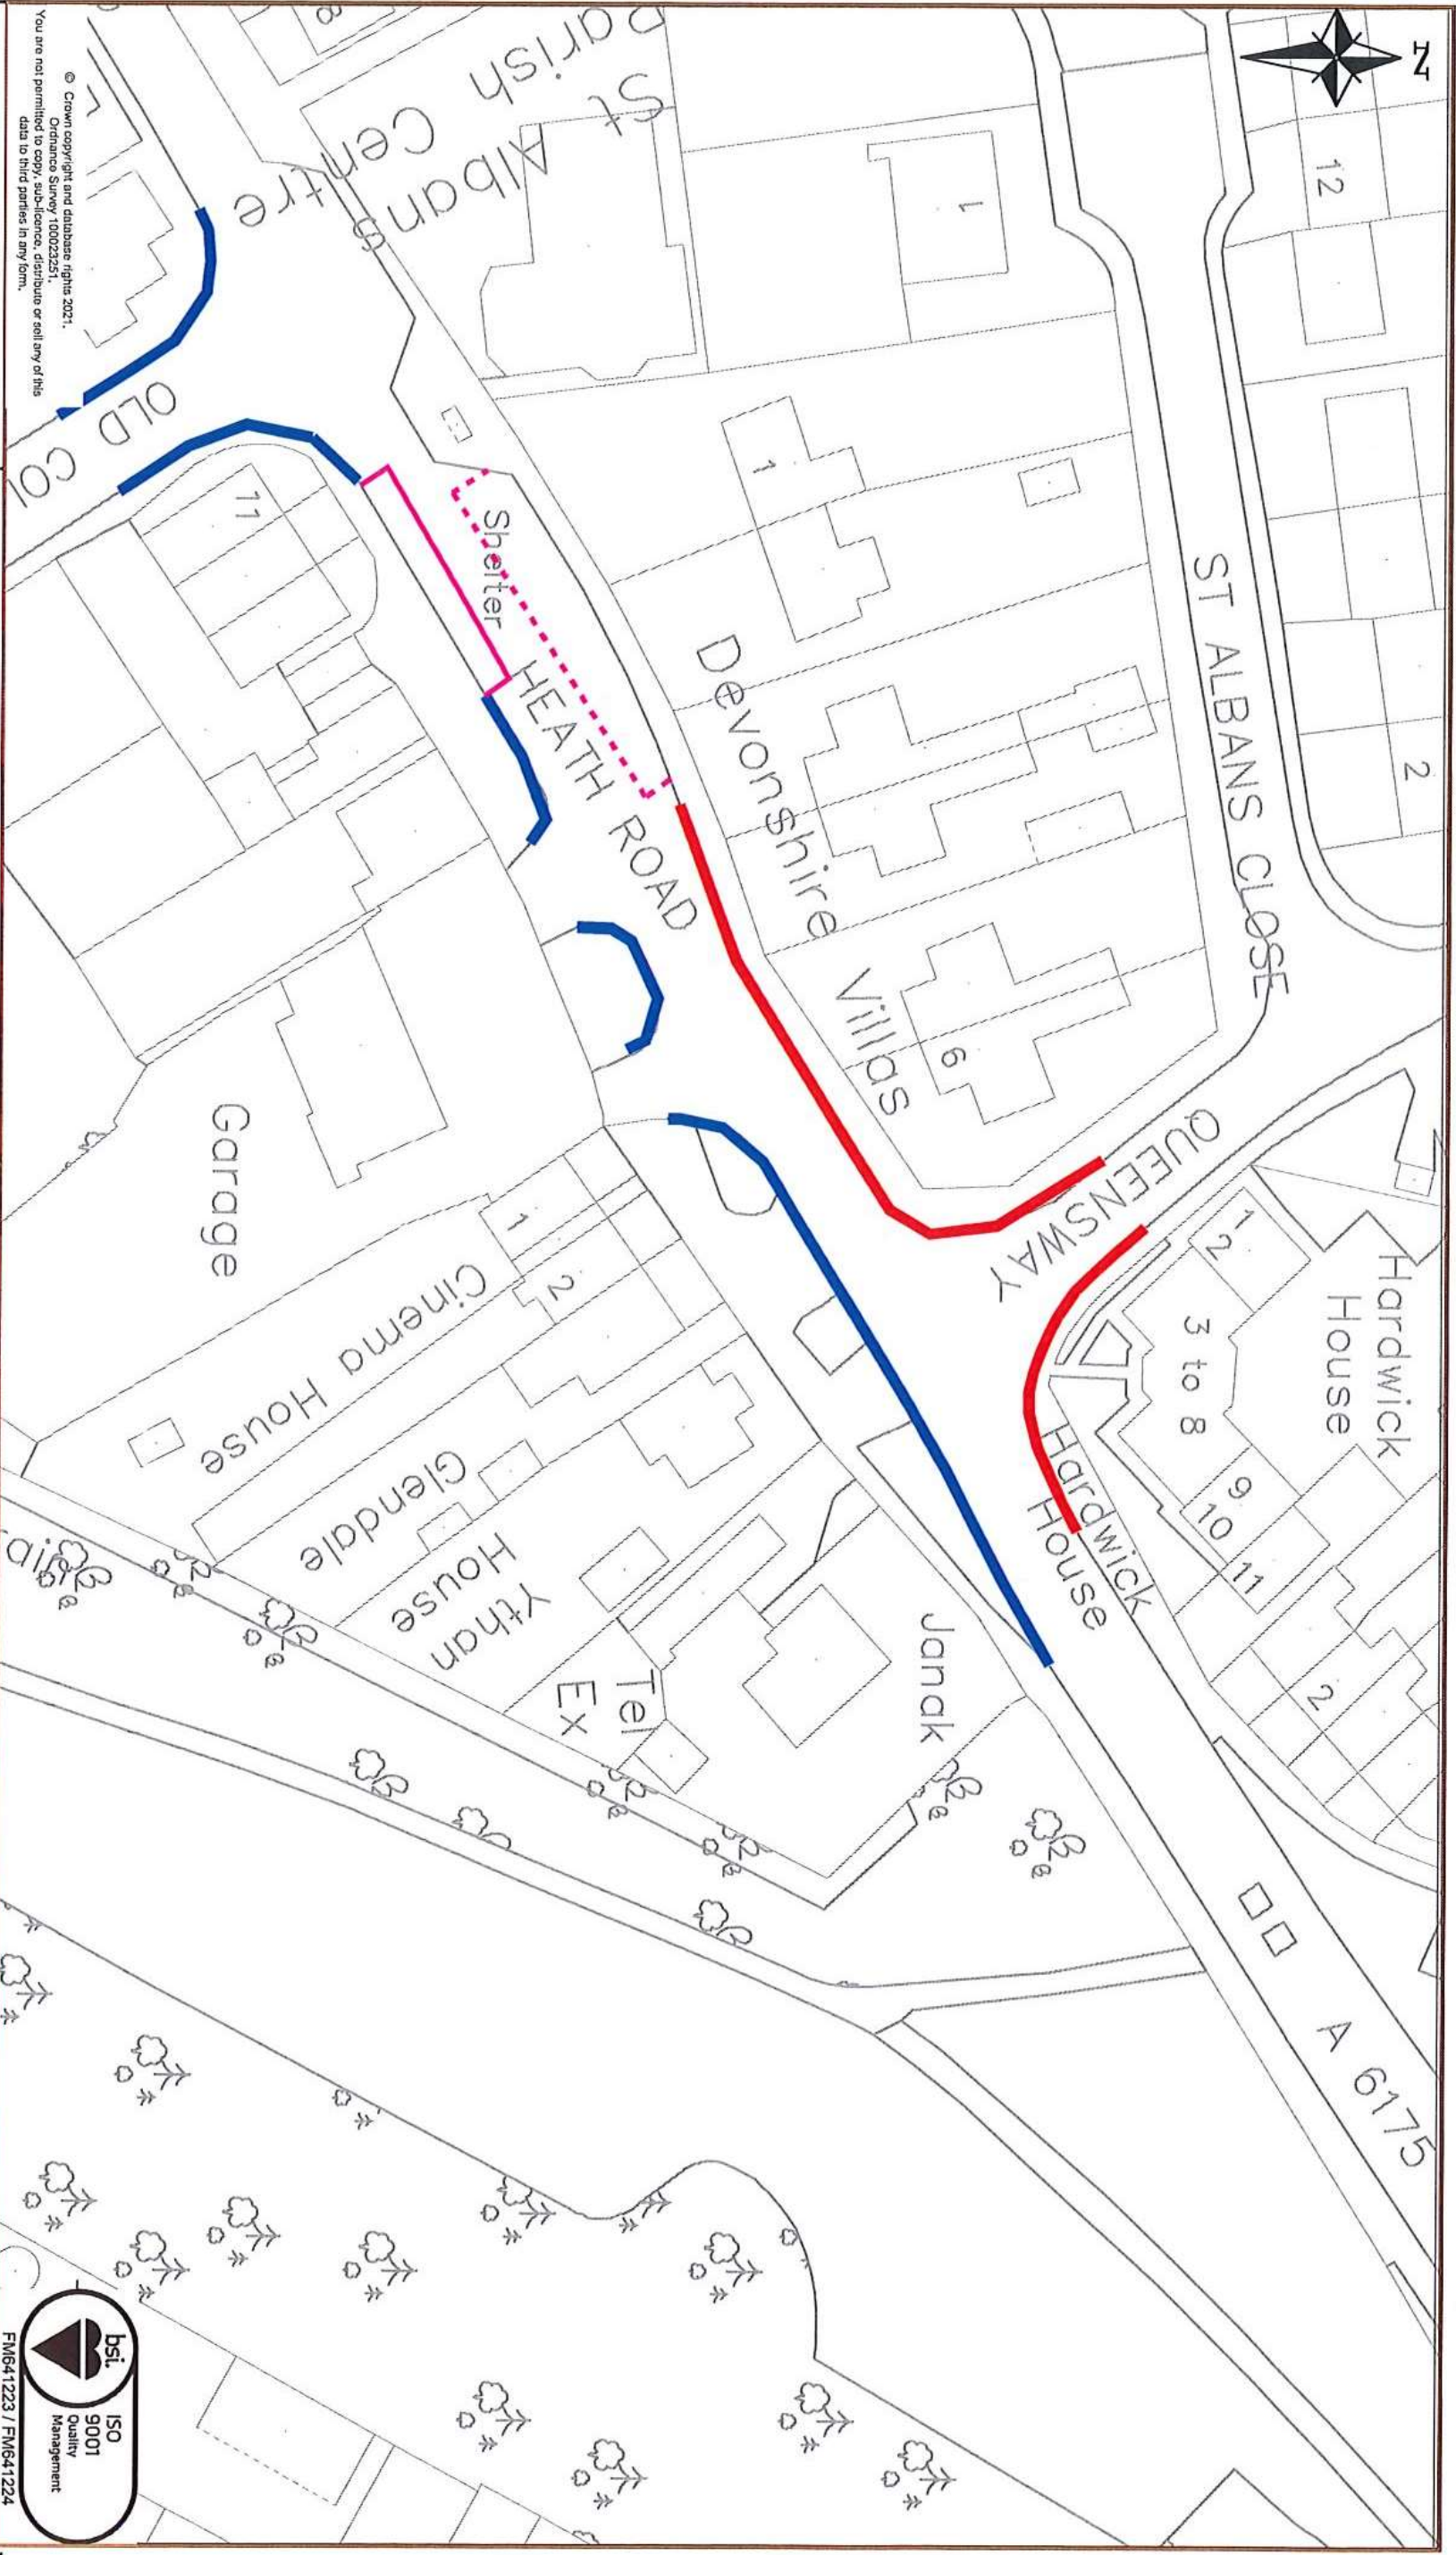 N
12
2
ST ALBANS CLOSE
QUEENSWAY
Hardwick
House
1
2
3 to 8
9
10
11
2
Hardwick
House
A 6175
1
1
Devonshire Villas
6
St Albans
Parish Centre
8
Shelter
HEATH ROAD
OLD COL
11
Garage
1
2
Cinema House
Glendale
Ythan
House
Tel
Ex
Janak
© Crown copyright and database rights 2021.
Ordnance Survey 100023251.
You are not permitted to copy, sub-licence, distribute or sell any of this
data to third parties in any form.
bsi.
ISO
9001
Quality
Management
FM641223 / FM641224